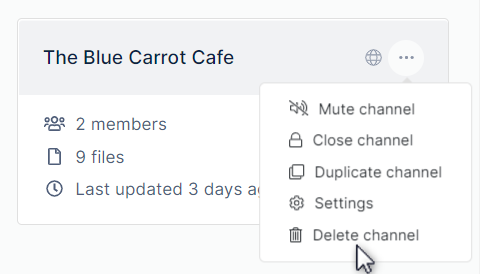 The Blue Carrot Cafe
2 members
9 files
Last updated 3 days
Mute channel
Close channel
Duplicate channel
Settings
Delete channel